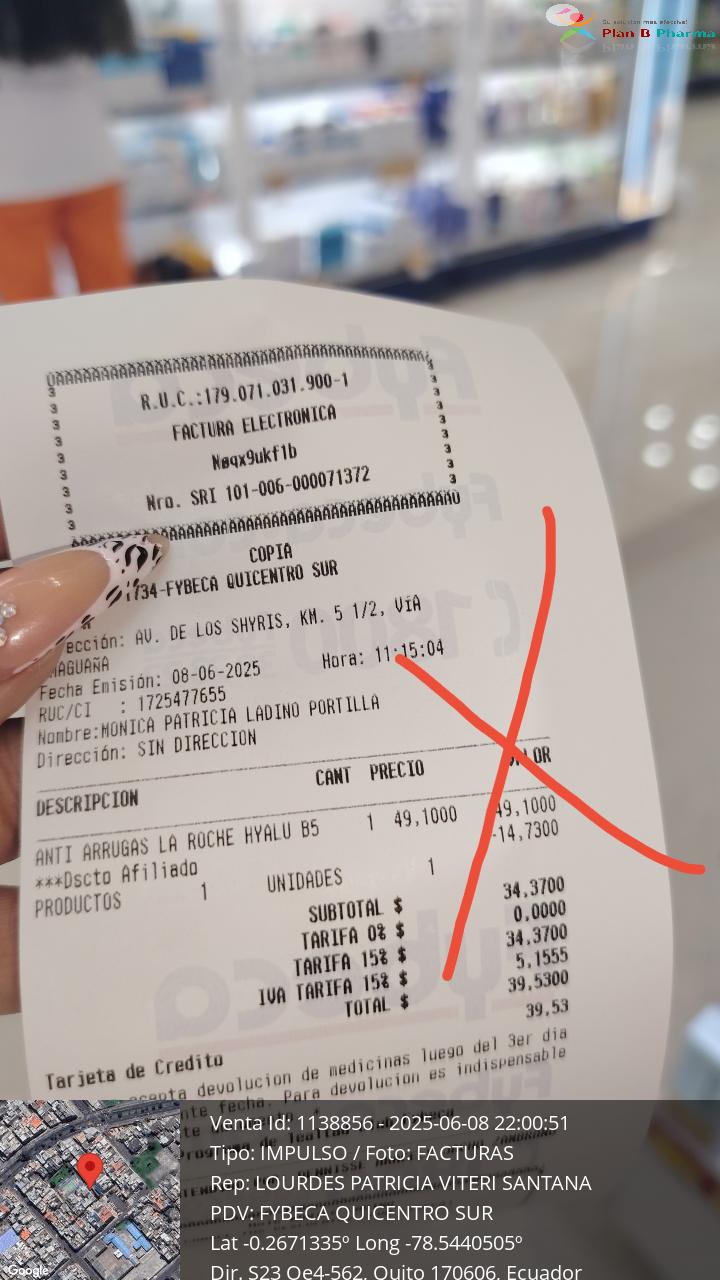 Su solución más efectiva!
Plan B Pharma
R.U.C.:179.071.031.900-1
FACTURA ELECTRONICA
Nøqx9ukf1b
Nro. SRI 101-006-000071372
COPIA
734-FYBECA QUICENTRO SUR
ección: AV. DE LOS SHYRIS, KM. 5 1/2, VíA
AGUAÑA
Fecha Emisión: 08-06-2025 Hora: 11:15:04
RUC/CI : 1725477655
Nombre:MONICA PATRICIA LADINO PORTILLA
Dirección: SIN DIRECCION
DESCRIPCION CANT PRECIO VALOR
ANTI ARRUGAS LA ROCHE HYALU B5 1 49,1000 49,1000
***Dscto Afiliado -14,7300
PRODUCTOS 1 UNIDADES 1
SUBTOTAL $ 34.3700
TARIFA 0% $ 0.0000
TARIFA 15% $ 34.3700
IVA TARIFA 15% $ 5.1555
TOTAL $ 39,5300
39,53
Tarjeta de Credito
acepta devolucion de medicinas luego del 3er dia
nte fecha. Para devolucion es indispensable
Venta Id: 1138856 - 2025-06-08 22:00:51
Tipo: IMPULSO / Foto: FACTURAS
Rep: LOURDES PATRICIA VITERI SANTANA
PDV: FYBECA QUICENTRO SUR
Lat -0.2671335º Long -78.5440505º
Dir. S23 Oe4-562, Quito 170606, Ecuador
Google